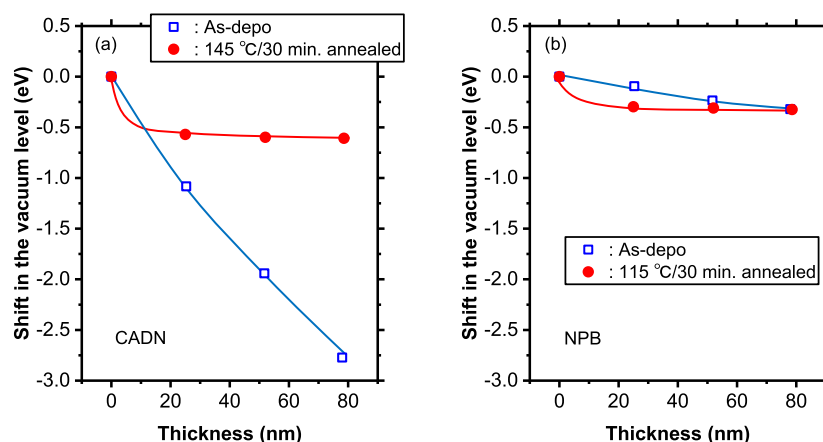 (a)
: As-depo
: 145 ℃/30 min. annealed
Shift in the vacuum level (eV)
0.5
0.0
-0.5
-1.0
-1.5
-2.0
-2.5
-3.0
CADN
0 20 40 60 80
Thickness (nm)
(b)
Shift in the vacuum level (eV)
0.5
0.0
-0.5
-1.0
-1.5
-2.0
-2.5
-3.0
: As-depo
: 115 ℃/30 min. annealed
NPB
0 20 40 60 80
Thickness (nm)